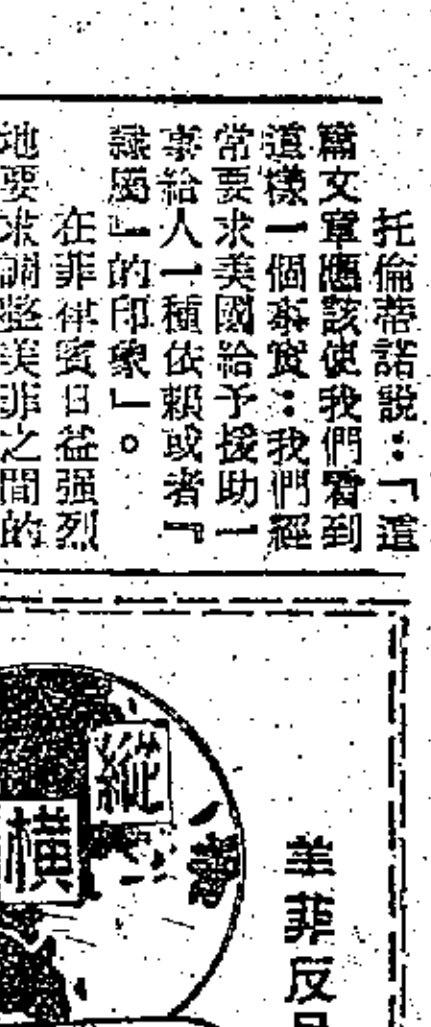 托倫蒂諾說：「這
篇文章應該使我們看到
這樣一個事實：我們經
常要求美國給予援助一
事給人一種依賴或者『
隸屬』的印象」。
在菲律賓日益强烈
地要求調整美菲之間的
美菲反
縱
橫